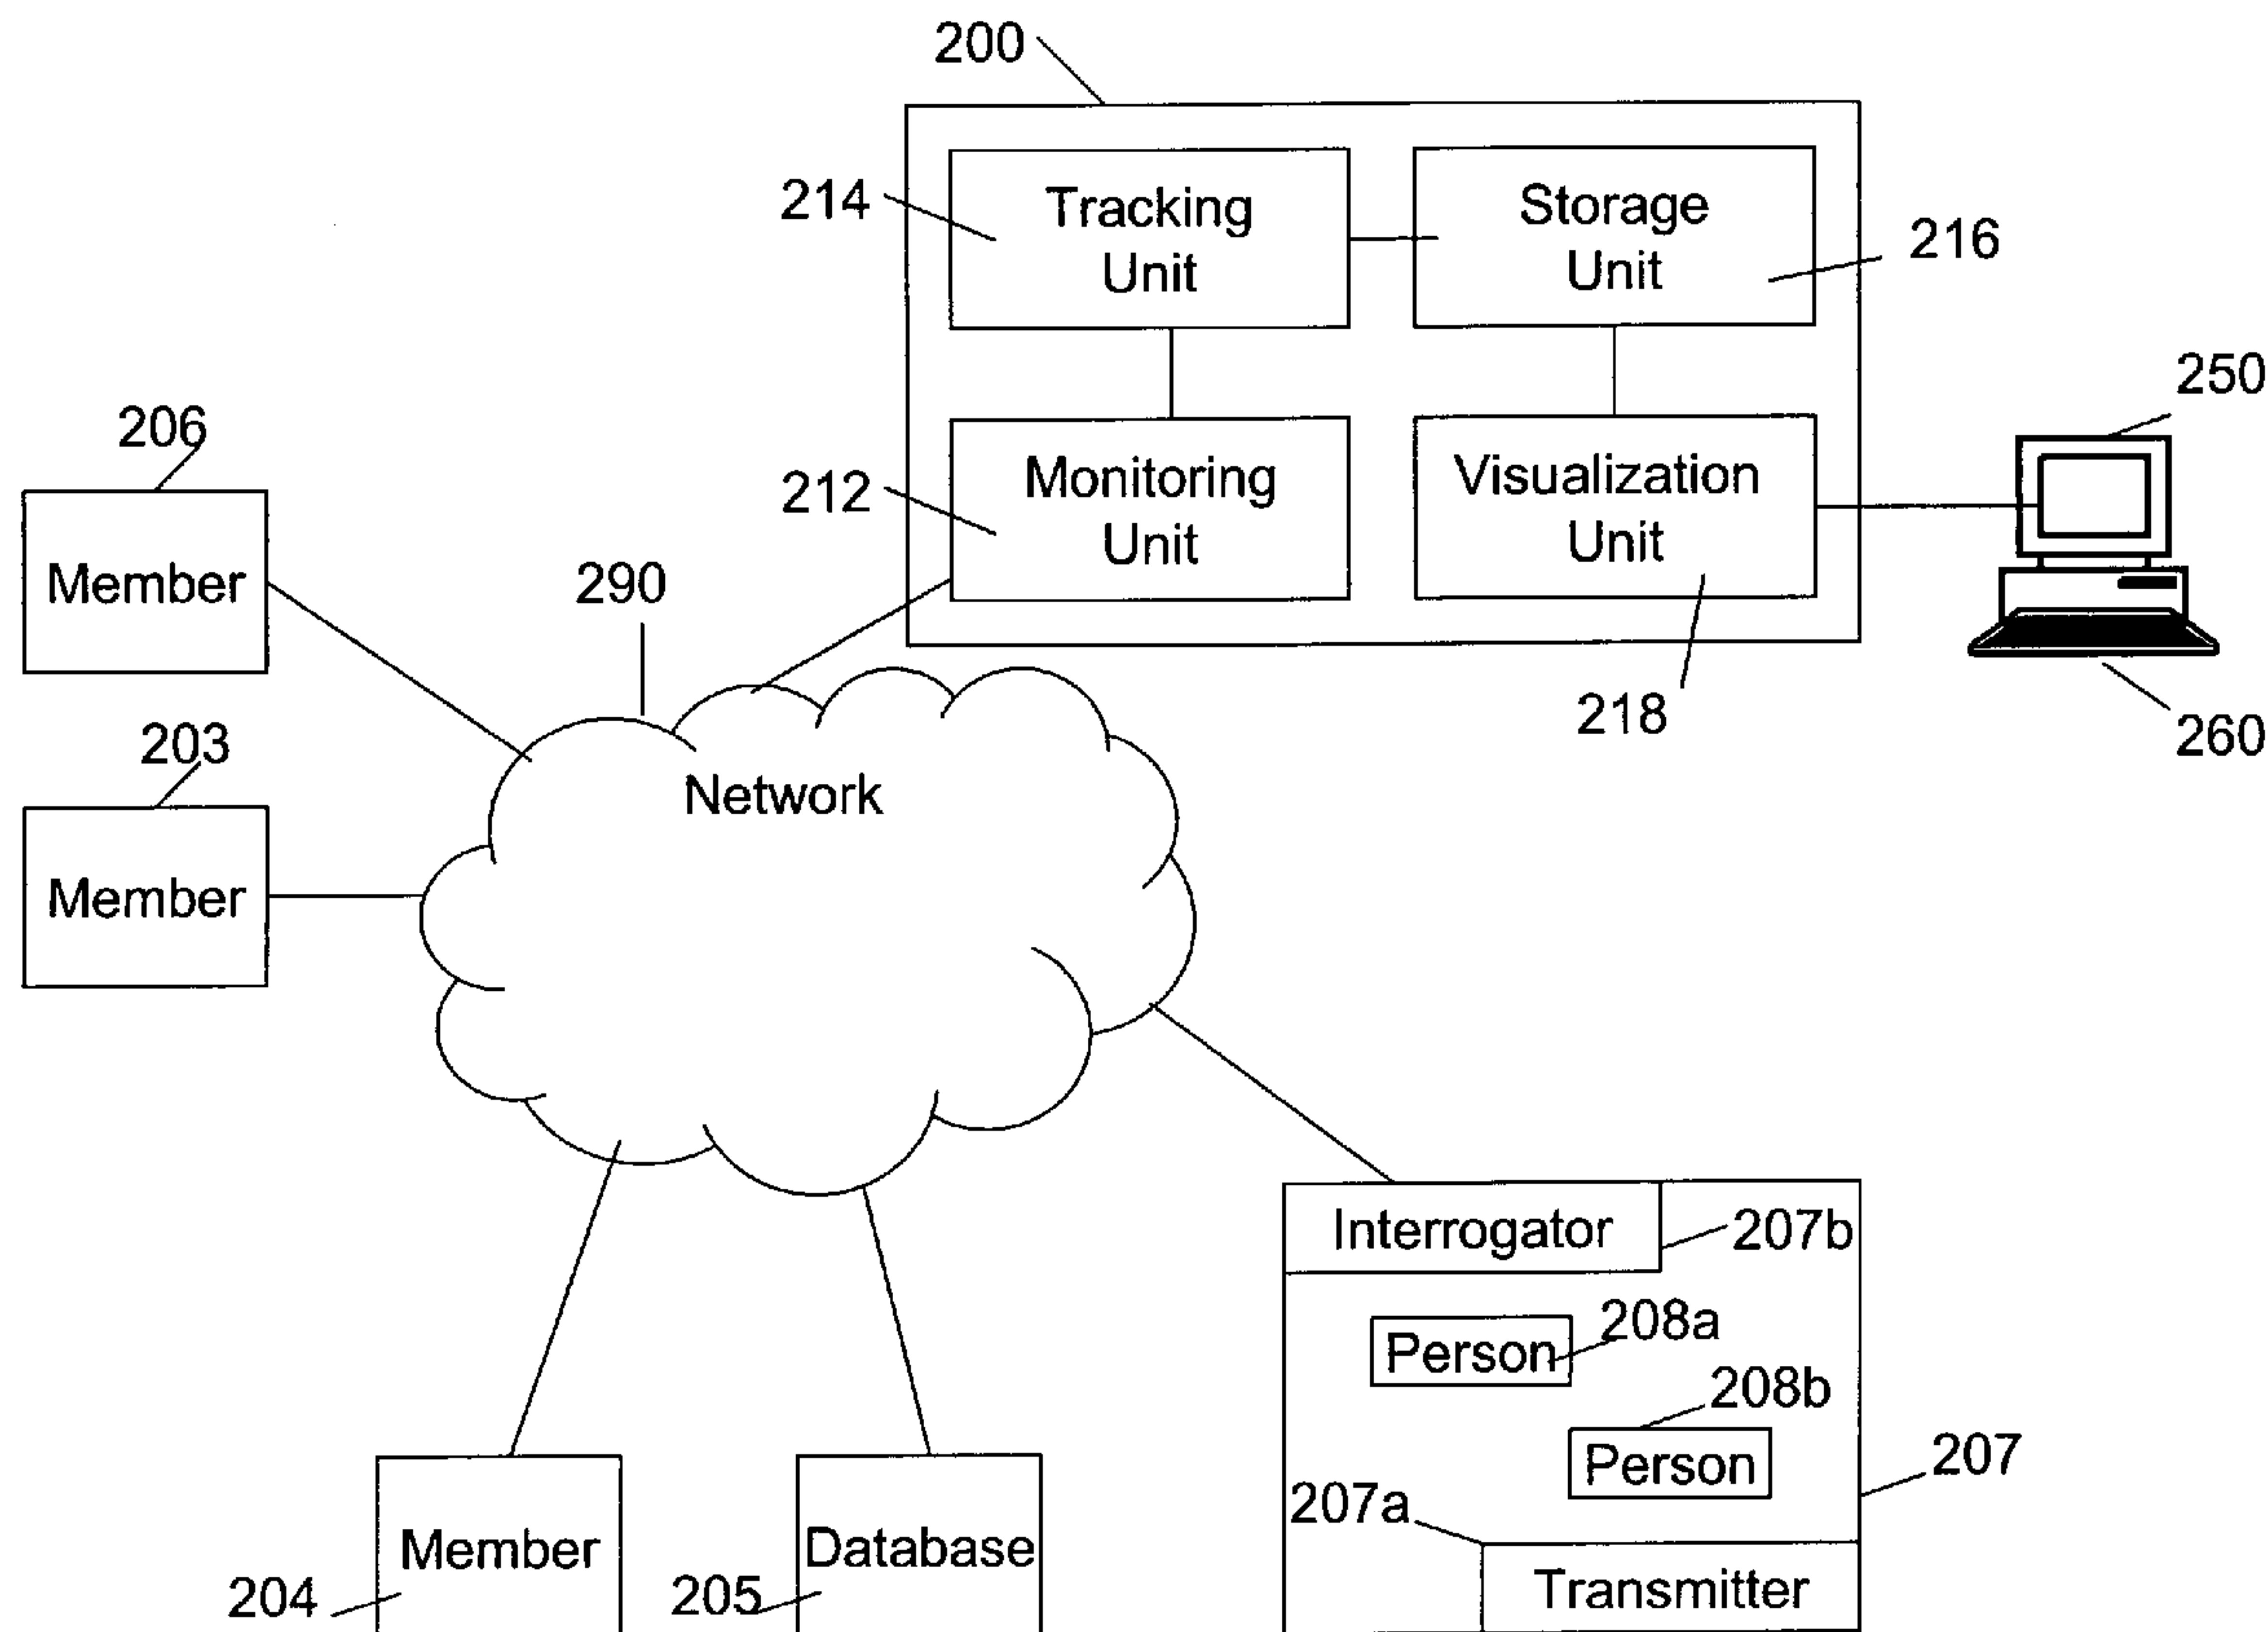 200
214
Tracking
Unit
Storage
Unit
216
250
206
Member
212
Monitoring
Unit
Visualization
Unit
290
218
260
203
Member
Network
Interrogator
207b
Person
208a
208b
Person
207
207a
Transmitter
Member
204
Database
205